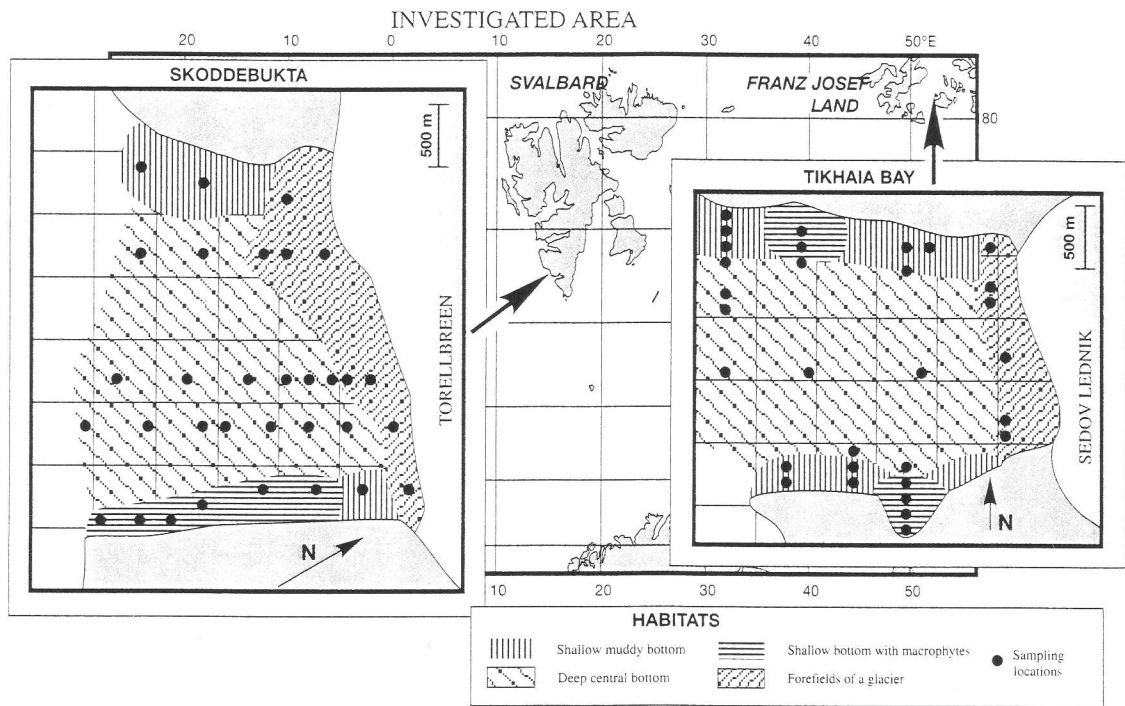 INVESTIGATED AREA
20 10 0 10 20 30 40 50°E
SKODDEBUKTA
500 m
TORELLBREEN
N
SVALBARD
FRANZ JOSEF
LAND
80
TIKHAIA BAY
500 m
SEDOV LEDNIK
N
10 20 30 40 50
HABITATS
Shallow muddy bottom
Shallow bottom with macrophytes
Sampling
locations
Deep central bottom
Forefields of a glacier